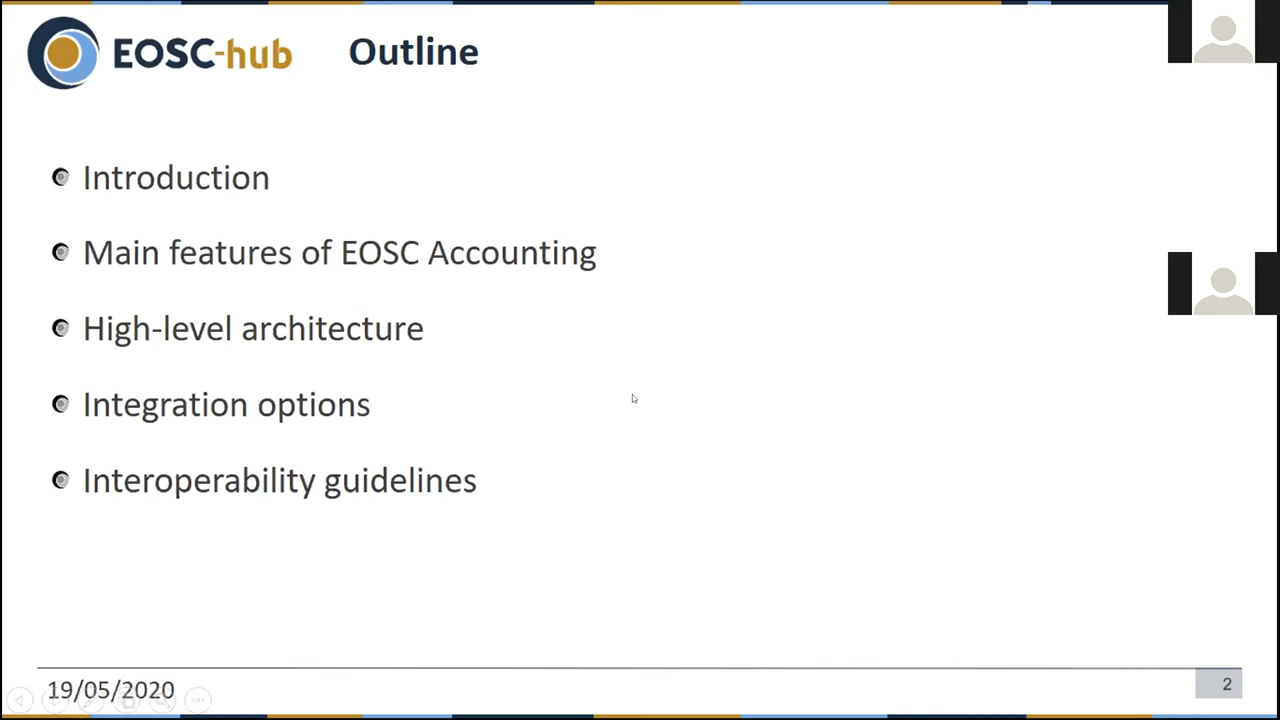 EOSC-hub
Outline
Introduction
Main features of EOSC Accounting
High-level architecture
Integration options
Interoperability guidelines
19/05/2020
2